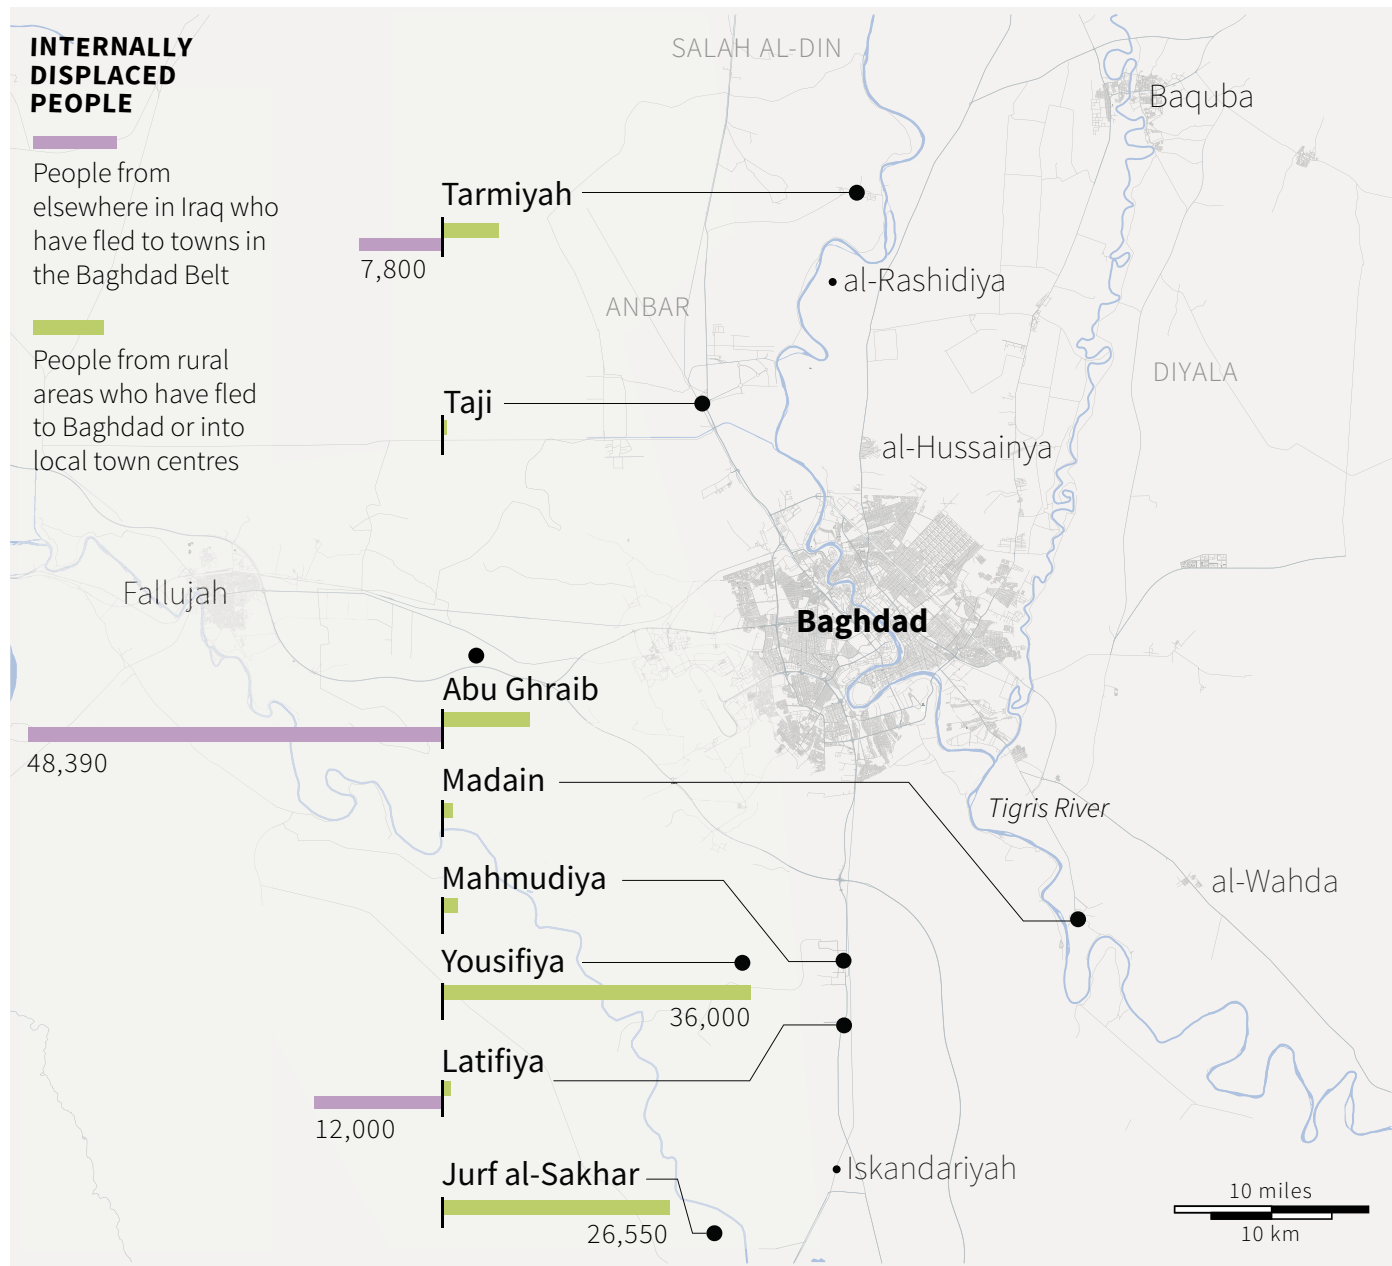 INTERNALLY
DISPLACED
PEOPLE
People from
elsewhere in Iraq who
have fled to towns in
the Baghdad Belt
People from rural
areas who have fled
to Baghdad or into
local town centres
SALAH AL-DIN
Baquba
Tarmiyah
7,800
al-Rashidiya
ANBAR
DIYALA
Taji
al-Hussainya
Fallujah
Baghdad
Abu Ghraib
48,390
Madain
Tigris River
Mahmudiya
al-Wahda
Yousifiya
36,000
Latifiya
12,000
Jurf al-Sakhar
26,550
Iskandariyah
10 miles
10 km